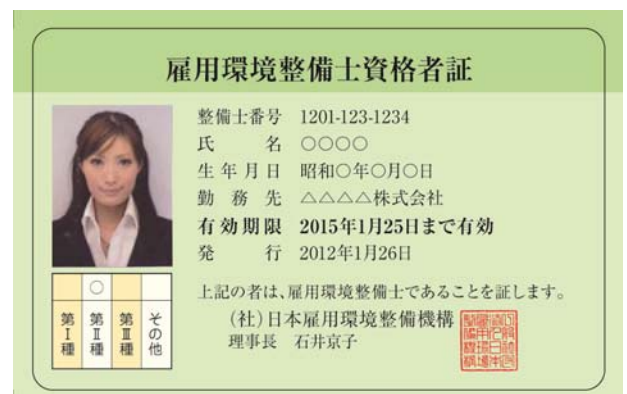 雇用環境整備士資格者証
整備士番号 1201-123-1234
氏 名 ○○○○
生年月日 昭和○年○月○日
勤務先 △△△△株式会社
有効期限 2015年1月25日まで有効
発行 2012年1月26日
上記の者は、雇用環境整備士であることを証します。
(社)日本雇用環境整備機構
理事長 石井京子
○
第Ⅰ種
第Ⅱ種
第Ⅱ種
その他